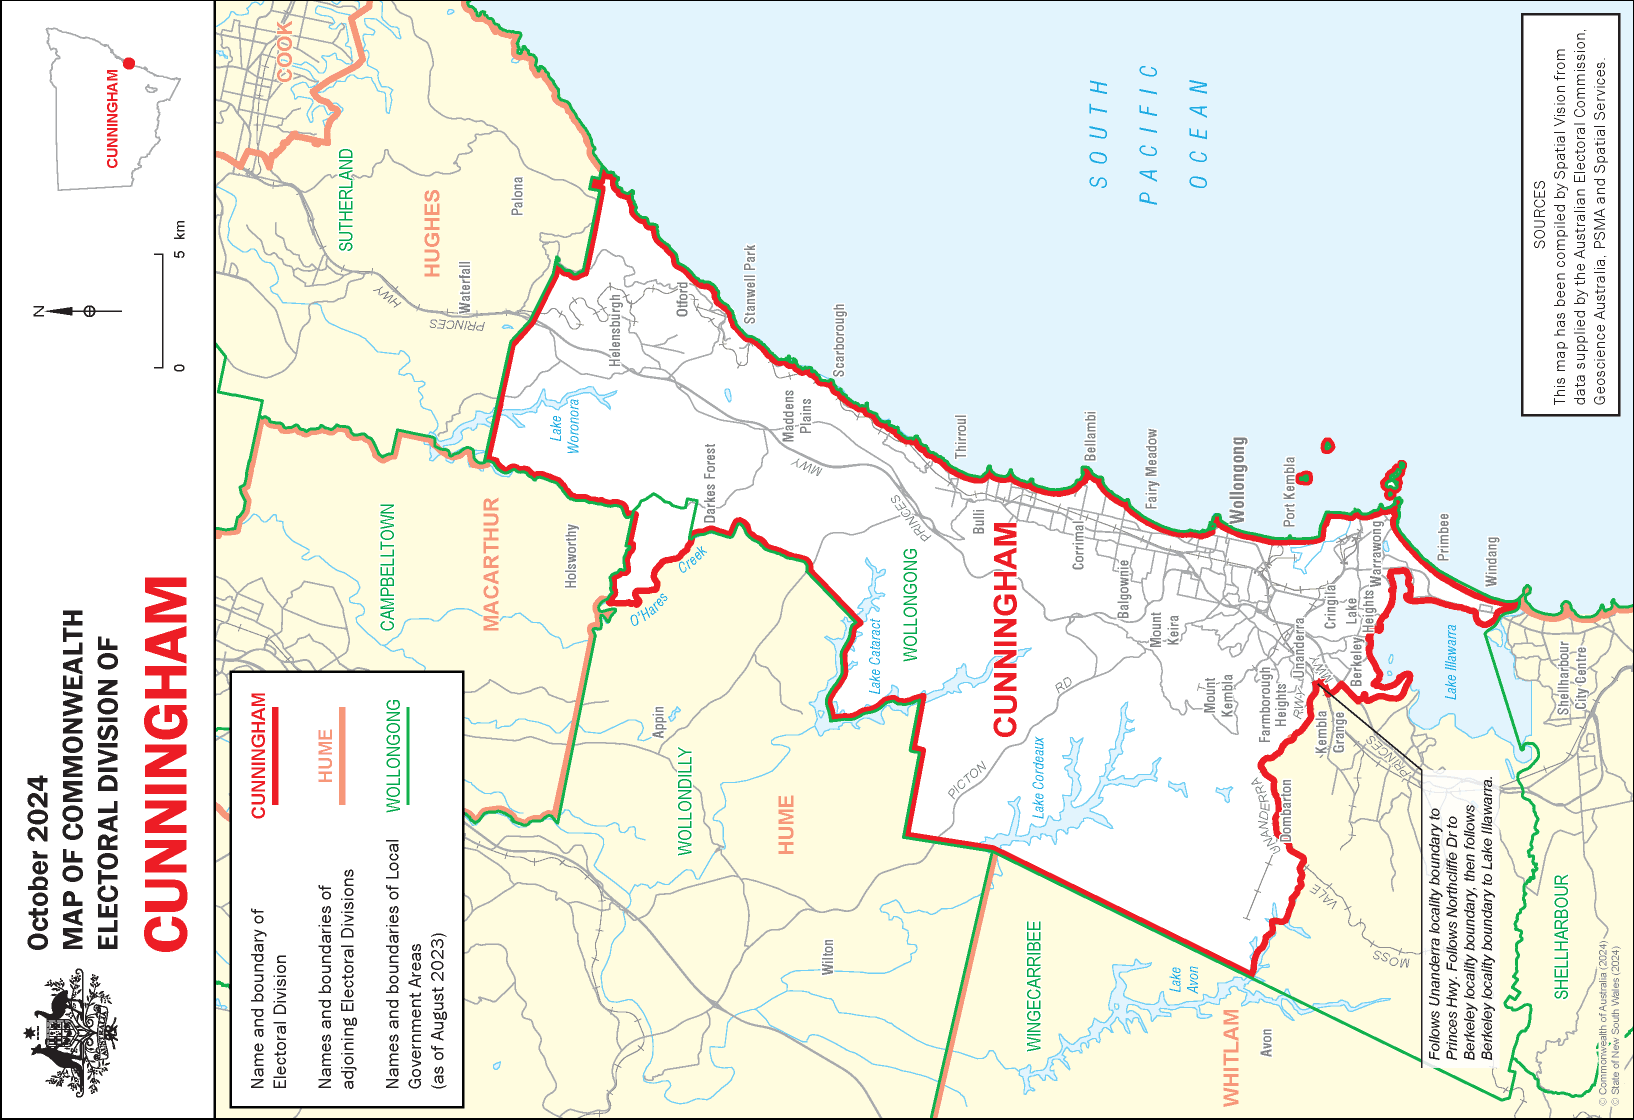 October 2024
MAP OF COMMONWEALTH
ELECTORAL DIVISION OF
CUNNINGHAM
N
0
5
km
CUNNINGHAM
Name and boundary of
Electoral Division
CUNNINGHAM
Names and boundaries of
adjoining Electoral Divisions
HUME
Names and boundaries of Local
Government Areas
(as of August 2023)
WOLLONGONG
COOK
SUTHERLAND
HUGHES
Palona
Waterfall
PRINCES
HWY
CAMPBELLTOWN
MACARTHUR
Holsworthy
Lake
Woronora
Helensburgh
Otford
Stanwell Park
Scarborough
Maddens
Plains
Darkes Forest
O'Hares
Creek
Appin
WOLLONDILLY
HUME
Wilton
Lake Cataract
WOLLONGONG
PRINCES
MWY
Bulli
Thirroul
CUNNINGHAM
PICTON
RD
Lake Cordeaux
Corrimal
Bellambi
Balgownie
Fairy Meadow
Mount
Keira
Mount
Kembla
Wollongong
Port Kembla
Farmborough
Heights
Unanderra
RWAY
MWY
Cringila
Lake
Heights
Berkeley
Warrawong
Kembla
Grange
PRINCES
Primbee
Windang
Lake Illawarra
UNANDERRA
Dombarton
MOSS
VALE
WINGECARRIBEE
Lake
Avon
WHITLAM
Avon
Shellharbour
City Centre
SHELLHARBOUR
SOUTH
PACIFIC
OCEAN
Follows Unanderra locality boundary to
Princes Hwy. Follows Northcliffe Dr to
Berkeley locality boundary, then follows
Berkeley locality boundary to Lake Illawarra.
SOURCES
This map has been compiled by Spatial Vision from
data supplied by the Australian Electoral Commission,
Geoscience Australia, PSMA and Spatial Services.
© Commonwealth of Australia (2024)
© State of New South Wales (2024)